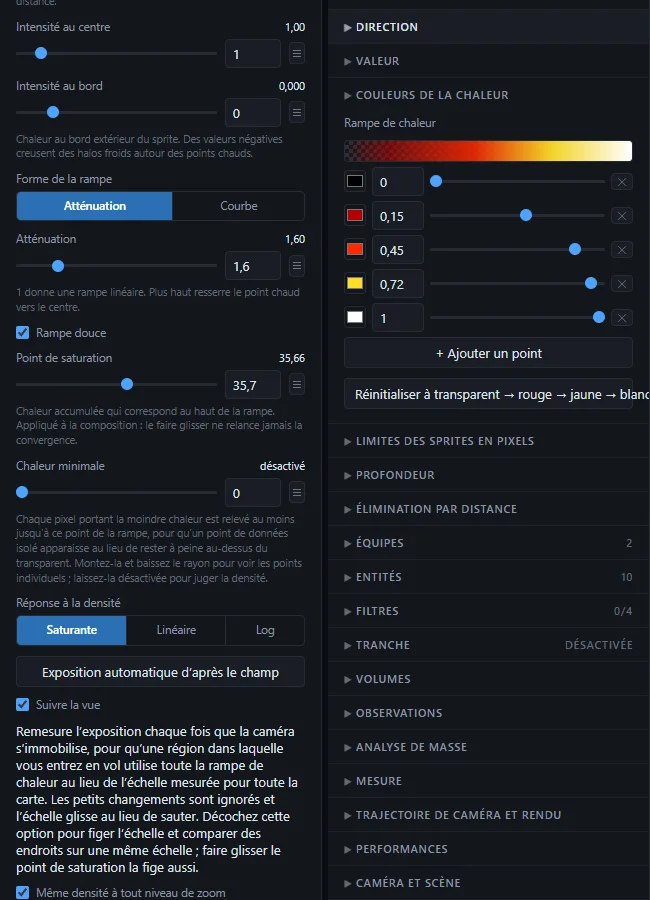 distance.
Intensité au centre 1,00
1
Intensité au bord 0,000
0
Chaleur au bord extérieur du sprite. Des valeurs négatives
creusent des halos froids autour des points chauds.
Forme de la rampe
Atténuation Courbe
Atténuation 1,60
1,6
1 donne une rampe linéaire. Plus haut resserre le point chaud
vers le centre.
Rampe douce
Point de saturation 35,66
35,7
Chaleur accumulée qui correspond au haut de la rampe.
Appliqué à la composition : le faire glisser ne relance jamais la
convergence.
Chaleur minimale désactivé
0
Chaque pixel portant la moindre chaleur est relevé au moins
jusqu'à ce point de la rampe, pour qu'un point de données
isolé apparaisse au lieu de rester à peine au-dessus du
transparent. Montez-la et baissez le rayon pour voir les points
individuels ; laissez-la désactivée pour juger la densité.
Réponse à la densité
Saturante Linéaire Log
Exposition automatique d'après le champ
Suivre la vue
Remesure l'exposition chaque fois que la caméra
s'immobilise, pour qu'une région dans laquelle
vous entrez en vol utilise toute la rampe de
chaleur au lieu de l'échelle mesurée pour toute la
carte. Les petits changements sont ignorés et
l'échelle glisse au lieu de sauter. Décochez cette
option pour figer l'échelle et comparer des
endroits sur une même échelle ; faire glisser le
point de saturation la fige aussi.
Même densité à tout niveau de zoom
DIRECTION
VALEUR
COULEURS DE LA CHALEUR
Rampe de chaleur
0
0,15
0,45
0,72
1
+ Ajouter un point
Réinitialiser à transparent → rouge → jaune → blanc
LIMITES DES SPRITES EN PIXELS
PROFONDEUR
ÉLIMINATION PAR DISTANCE
ÉQUIPES 2
ENTITÉS 10
FILTRES 0/4
TRANCHE DÉSACTIVÉE
VOLUMES
OBSERVATIONS
ANALYSE DE MASSE
MESURE
TRAJECTOIRE DE CAMÉRA ET RENDU
PERFORMANCES
CAMÉRA ET SCÈNE